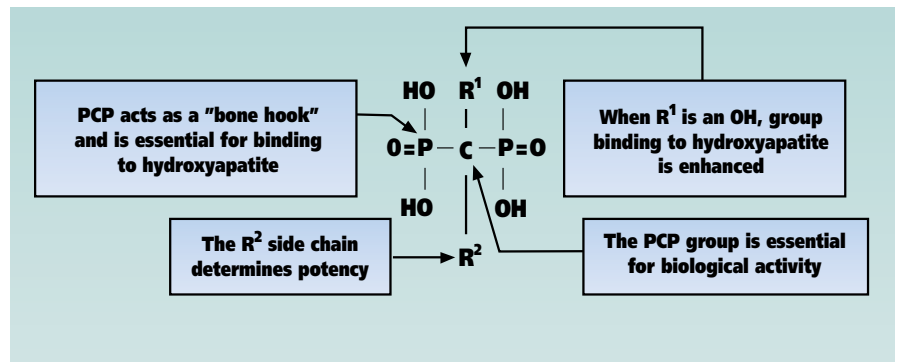 PCP acts as a "bone hook"
and is essential for binding
to hydroxyapatite
HO R¹ OH
O=P—C—P=O
HO OH
R²
When R¹ is an OH, group
binding to hydroxyapatite
is enhanced
The R² side chain
determines potency
The PCP group is essential
for biological activity